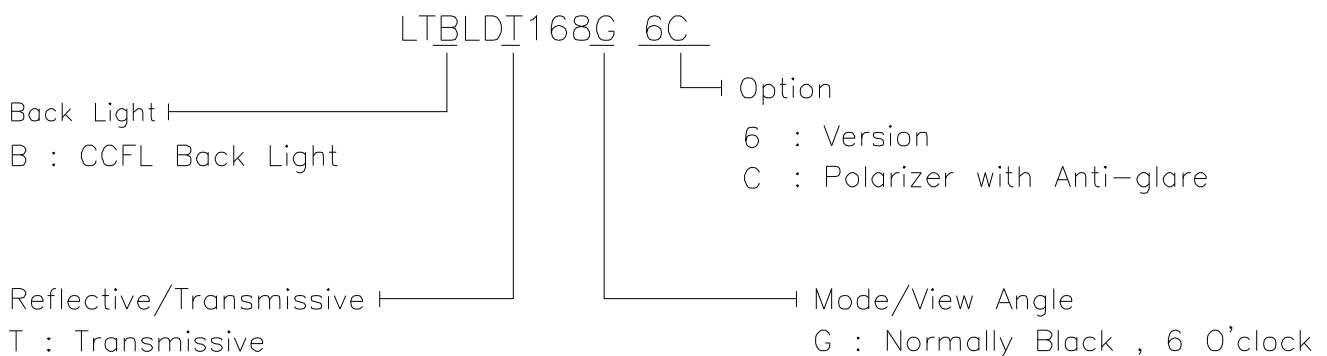 LTBLDT168G 6C
Option
Back Light
6 : Version
B : CCFL Back Light
C : Polarizer with Anti-glare
Reflective/Transmissive
Mode/View Angle
T : Transmissive
G : Normally Black , 6 O'clock